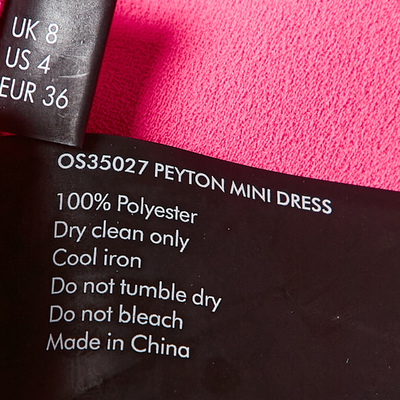 UK 8
US 4
EUR 36
OS35027 PEYTON MINI DRESS
100% Polyester
Dry clean only
Cool iron
Do not tumble dry
Do not bleach
Made in China